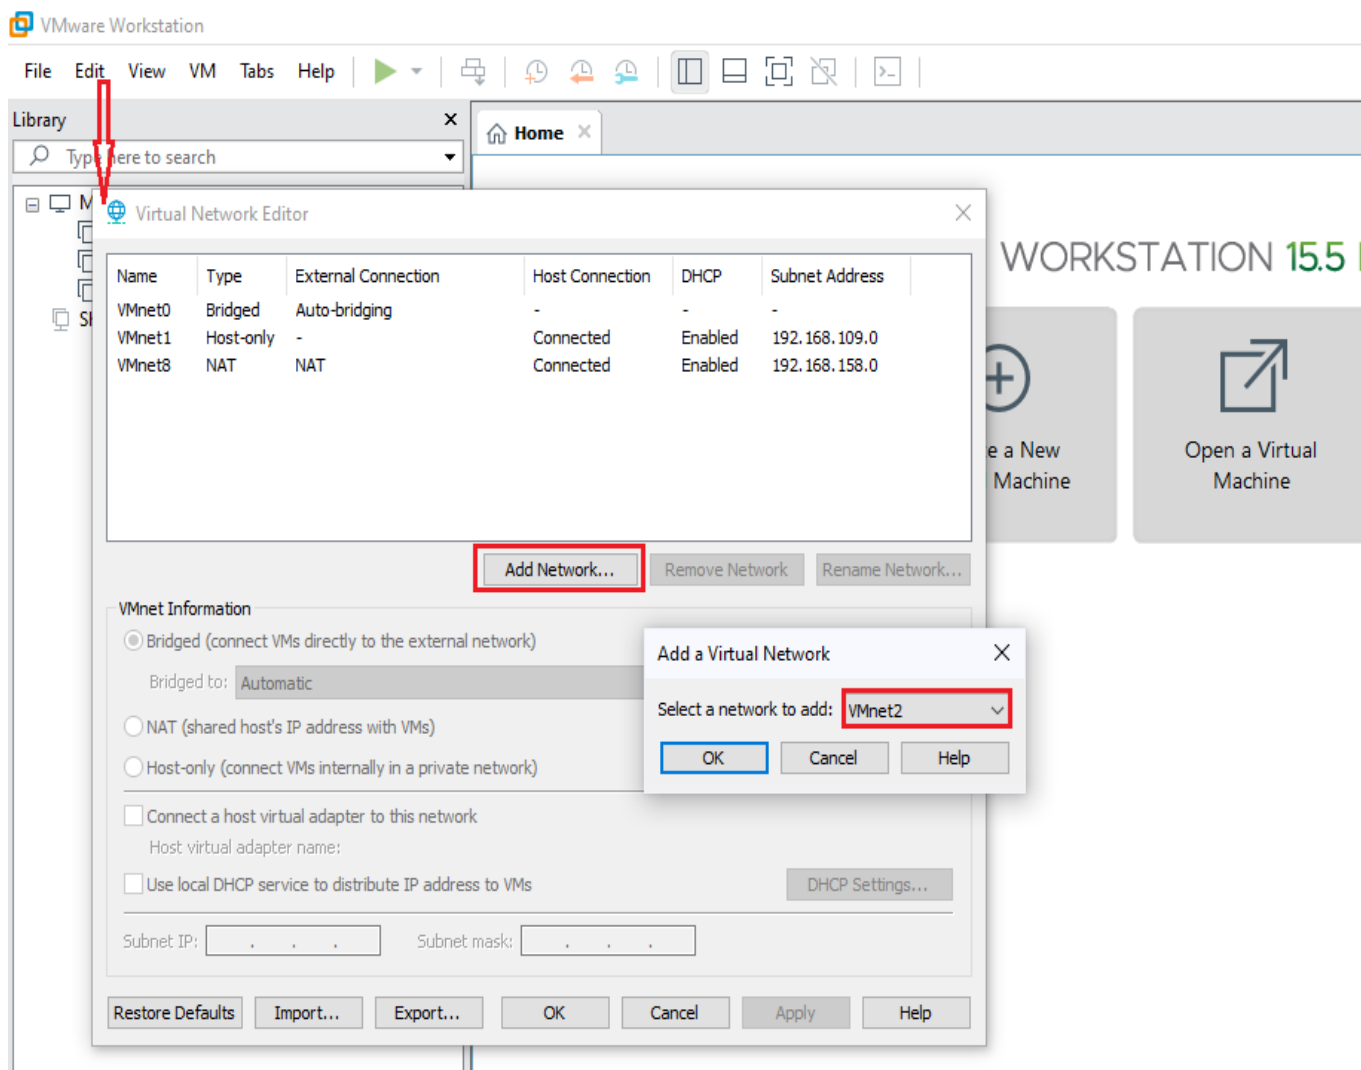 VMware Workstation
File Edit View VM Tabs Help
Library
Home
Type here to search
Virtual Network Editor
WORKSTATION 15.5
Name Type External Connection Host Connection DHCP Subnet Address
VMnet0 Bridged Auto-bridging - - -
VMnet1 Host-only - Connected Enabled 192.168.109.0
VMnet8 NAT NAT Connected Enabled 192.168.158.0
e a New
Machine
Open a Virtual
Machine
Add Network... Remove Network Rename Network...
VMnet Information
Bridged (connect VMs directly to the external network)
Bridged to: Automatic
NAT (shared host's IP address with VMs)
Host-only (connect VMs internally in a private network)
Add a Virtual Network
Select a network to add: VMnet2
OK Cancel Help
Connect a host virtual adapter to this network
Host virtual adapter name:
Use local DHCP service to distribute IP address to VMs
DHCP Settings...
Subnet IP: . . . Subnet mask: . . .
Restore Defaults Import... Export... OK Cancel Apply Help